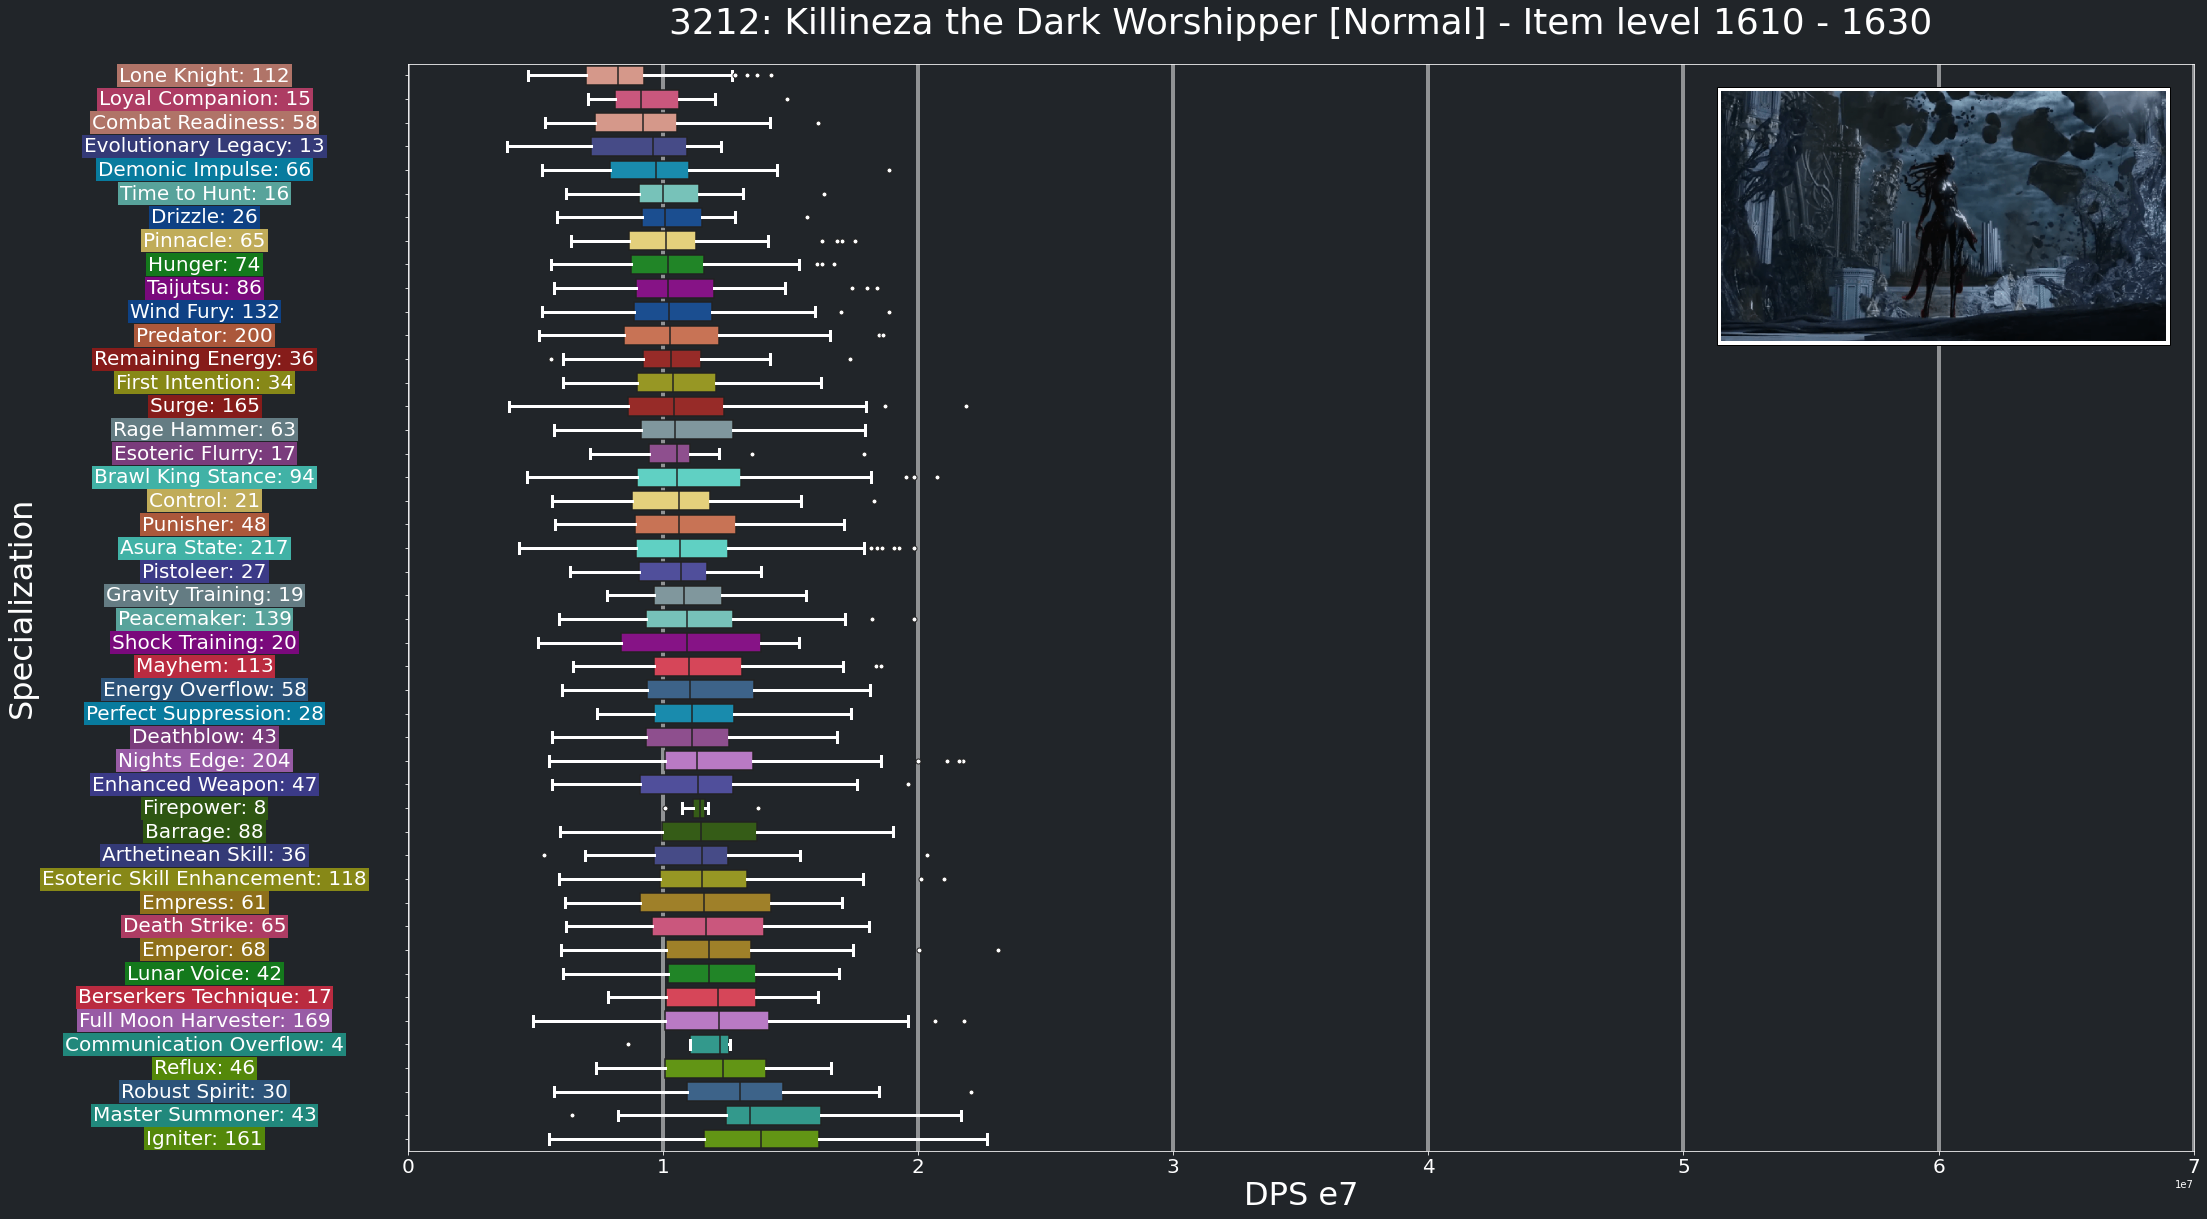 3212: Killineza the Dark Worshipper [Normal] - Item level 1610 - 1630
Lone Knight: 112
Loyal Companion: 15
Combat Readiness: 58
Evolutionary Legacy: 13
Demonic Impulse: 66
Time to Hunt: 16
Drizzle: 26
Pinnacle: 65
Hunger: 74
Taijutsu: 86
Wind Fury: 132
Predator: 200
Remaining Energy: 36
First Intention: 34
Surge: 165
Rage Hammer: 63
Esoteric Flurry: 17
Brawl King Stance: 94
Control: 21
Punisher: 48
Asura State: 217
Pistoleer: 27
Gravity Training: 19
Peacemaker: 139
Shock Training: 20
Mayhem: 113
Energy Overflow: 58
Perfect Suppression: 28
Deathblow: 43
Nights Edge: 204
Enhanced Weapon: 47
Firepower: 8
Barrage: 88
Arthetinean Skill: 36
Esoteric Skill Enhancement: 118
Empress: 61
Death Strike: 65
Emperor: 68
Lunar Voice: 42
Berserkers Technique: 17
Full Moon Harvester: 169
Communication Overflow: 4
Reflux: 46
Robust Spirit: 30
Master Summoner: 43
Igniter: 161
Specialization
0 1 2 3 4 5 6 7
1e7
DPS e7